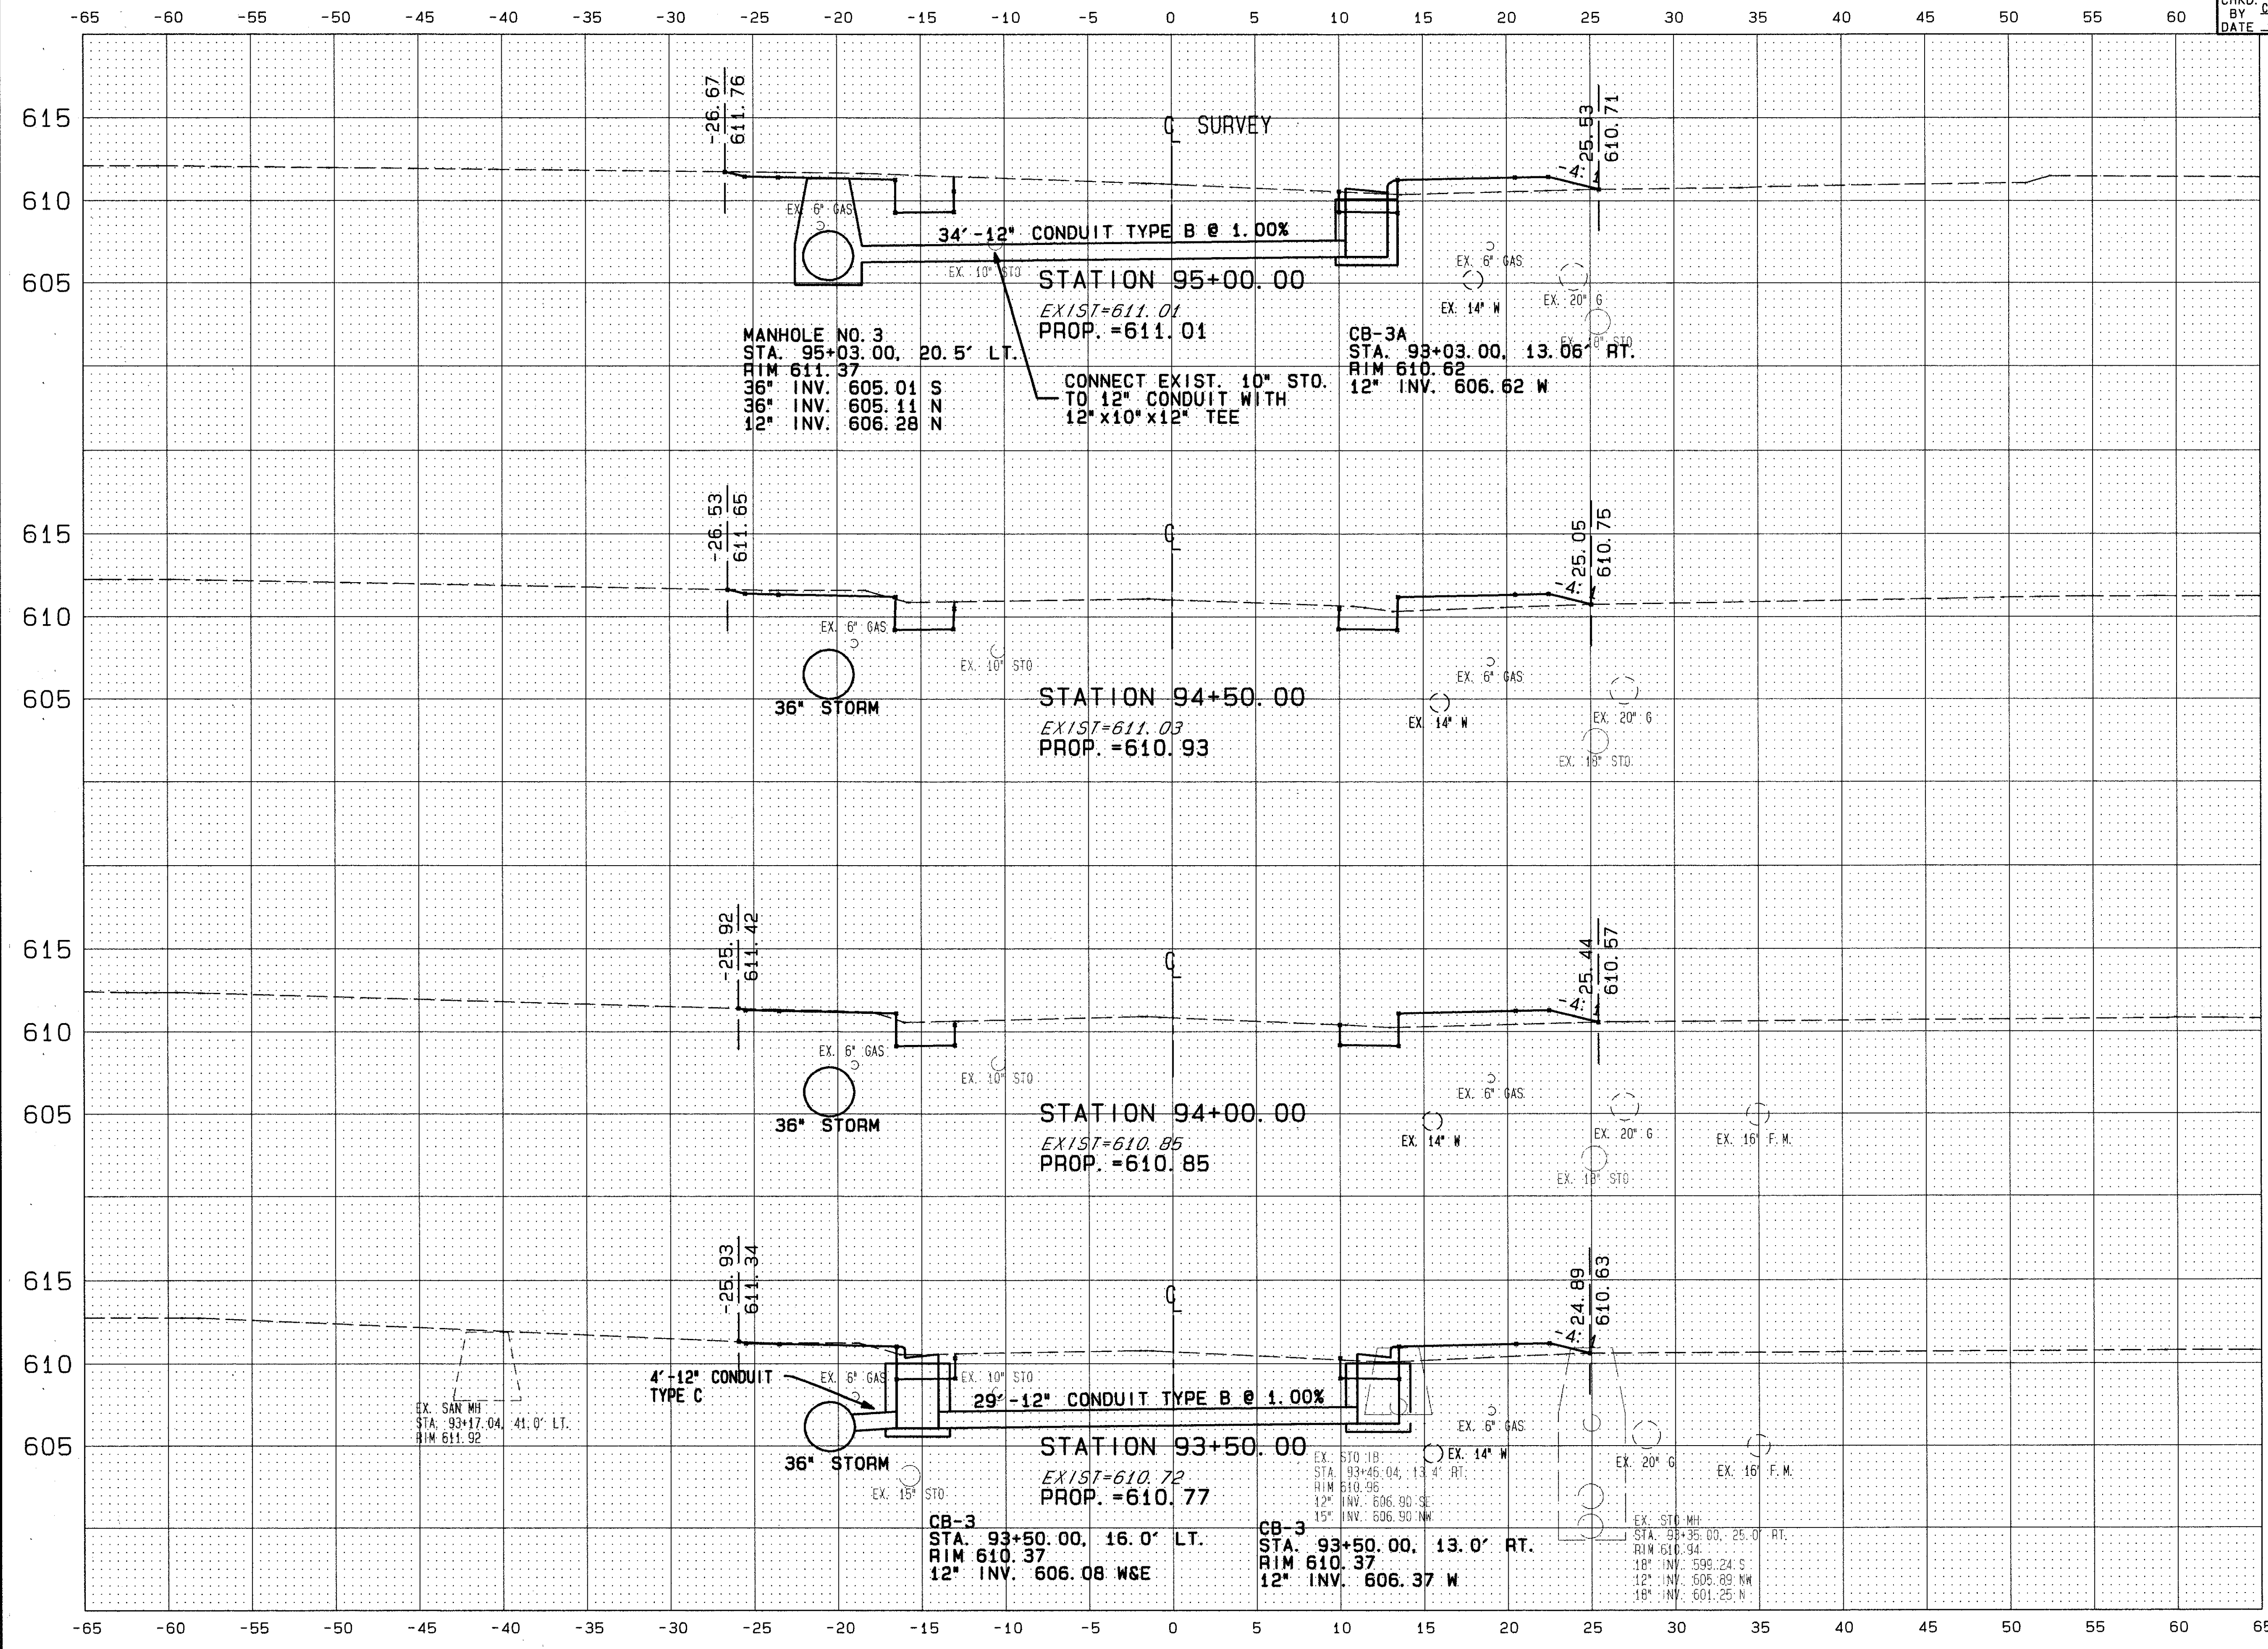 -65 -60 -55 -50 -45 -40 -35 -30 -25 -20 -15 -10 -5 0 5 10 15 20 25 30 35 40 45 50 55 60
BY
DATE
-26.67
611.76
℄ SURVEY
25.53
610.71
615
-4:1
610
EX. 6" GAS
34'-12" CONDUIT TYPE B @ 1.00%
EX. 10" STO
EX. 6" GAS
605
STATION 95+00.00
EX. 14" W
EX. 20" G
EXIST=611.01
PROP.=611.01
EX. 18" STO
MANHOLE NO. 3
STA. 95+03.00, 20.5' LT.
RIM 611.37
36" INV. 605.01 S
36" INV. 605.11 N
12" INV. 606.28 N
CONNECT EXIST. 10" STO.
TO 12" CONDUIT WITH
12"x10"x12" TEE
CB-3A
STA. 93+03.00, 13.06' RT.
RIM 610.62
12" INV. 606.62 W
-26.53
611.65
℄
25.05
610.75
615
-4:1
610
EX. 6" GAS
EX. 10" STO
EX. 6" GAS
605
36" STORM
STATION 94+50.00
EX. 14" W
EX. 20" G
EXIST=611.03
PROP.=610.93
EX. 18" STO
-25.92
611.42
℄
25.44
610.57
615
-4:1
610
EX. 6" GAS
EX. 10" STO
EX. 6" GAS
605
36" STORM
STATION 94+00.00
EX. 14" W
EX. 20" G
EX. 16" F.M.
EXIST=610.85
PROP.=610.85
EX. 18" STO
-25.93
611.34
℄
24.89
610.63
615
-4:1
610
4'-12" CONDUIT
TYPE C
EX. 6" GAS
EX. 10" STO
29'-12" CONDUIT TYPE B @ 1.00%
EX. SAN MH
STA. 93+17.04, 41.0' LT.
RIM 611.92
EX. 6" GAS
605
36" STORM
STATION 93+50.00
EX. 14" W
EX. 20" G
EX. 16" F.M.
EXIST=610.72
PROP.=610.77
EX. 15" STO
EX. STO IB
STA. 93+46.04, 13.4' RT.
RIM 610.96
12" INV. 606.90 SE
15" INV. 606.90 NW
CB-3
STA. 93+50.00, 16.0' LT.
RIM 610.37
12" INV. 606.08 W&E
CB-3
STA. 93+50.00, 13.0' RT.
RIM 610.37
12" INV. 606.37 W
EX. STO MH
STA. 93+35.00, 25.0' RT.
RIM 610.94
18" INV. 599.24 S
12" INV. 605.89 NW
18" INV. 601.25 N
-65 -60 -55 -50 -45 -40 -35 -30 -25 -20 -15 -10 -5 0 5 10 15 20 25 30 35 40 45 50 55 60